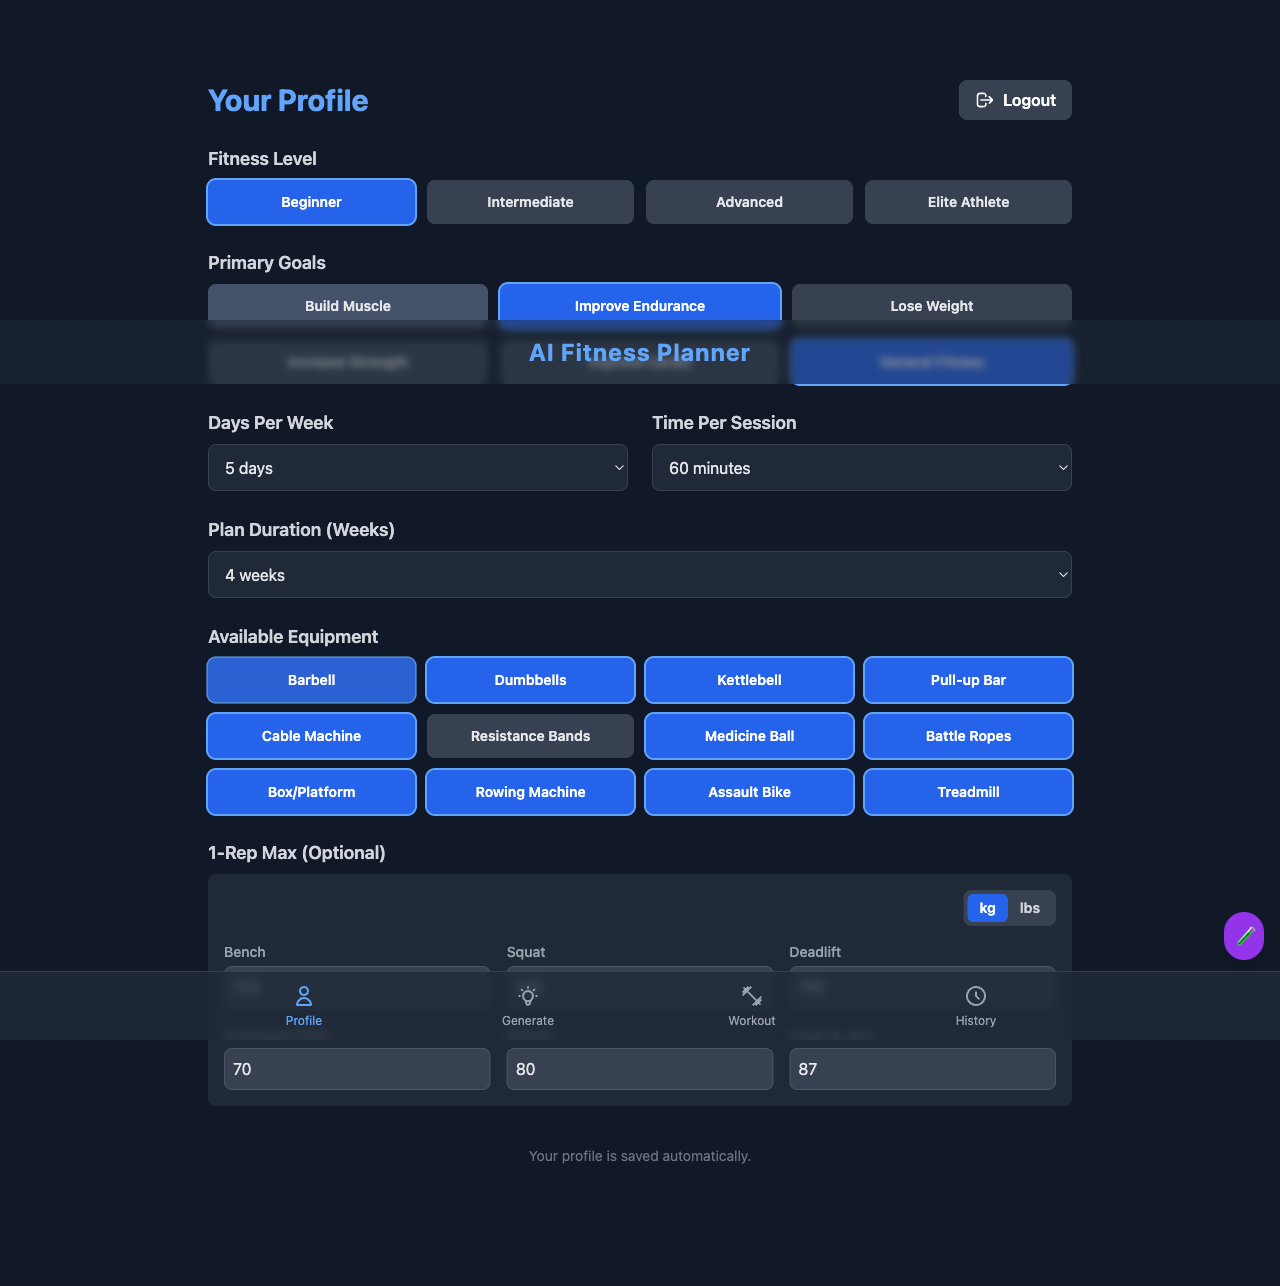 Your Profile
Logout
Fitness Level
Beginner
Intermediate
Advanced
Elite Athlete
Primary Goals
Build Muscle
Improve Endurance
Lose Weight
AI Fitness Planner
Increase Strength
General Fitness
Days Per Week
Time Per Session
5 days
60 minutes
Plan Duration (Weeks)
4 weeks
Available Equipment
Barbell
Dumbbells
Kettlebell
Pull-up Bar
Cable Machine
Resistance Bands
Medicine Ball
Battle Ropes
Box/Platform
Rowing Machine
Assault Bike
Treadmill
1-Rep Max (Optional)
kg
lbs
Bench
Squat
Deadlift
Profile
Generate
Workout
History
70
80
87
Your profile is saved automatically.